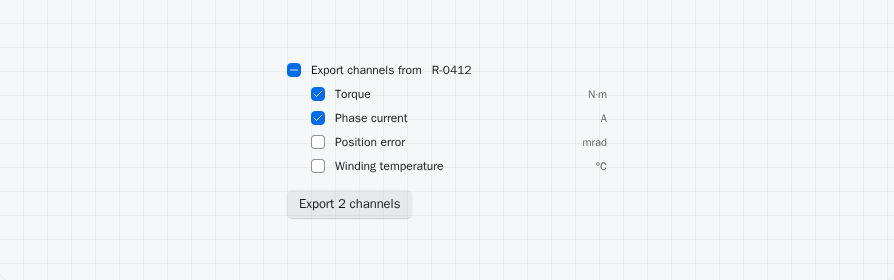 Export channels from R-0412
Torque N·m
Phase current A
Position error mrad
Winding temperature °C
Export 2 channels